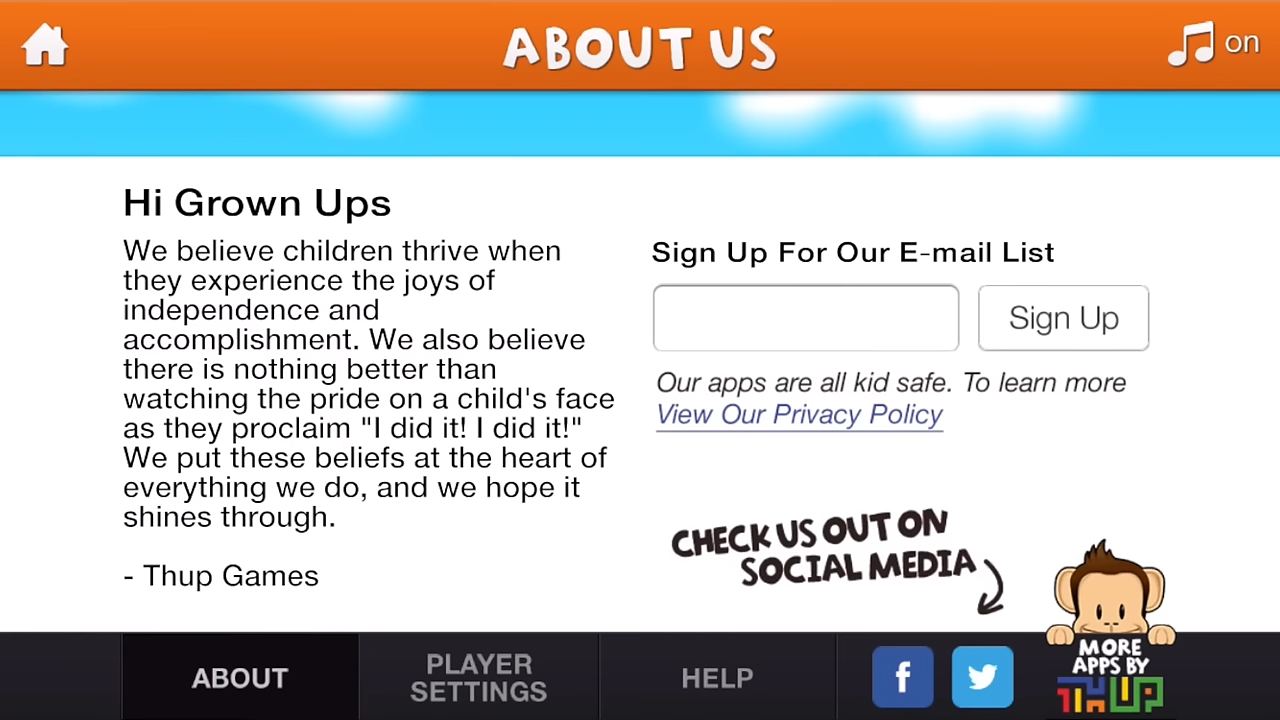 ABOUT US
on
Hi Grown Ups
We believe children thrive when
they experience the joys of
independence and
accomplishment. We also believe
there is nothing better than
watching the pride on a child's face
as they proclaim "I did it! I did it!"
We put these beliefs at the heart of
everything we do, and we hope it
shines through.
- Thup Games
Sign Up For Our E-mail List
Sign Up
Our apps are all kid safe. To learn more
View Our Privacy Policy
CHECK US OUT ON
SOCIAL MEDIA
ABOUT
PLAYER
SETTINGS
HELP
f
MORE
APPS BY
THUP